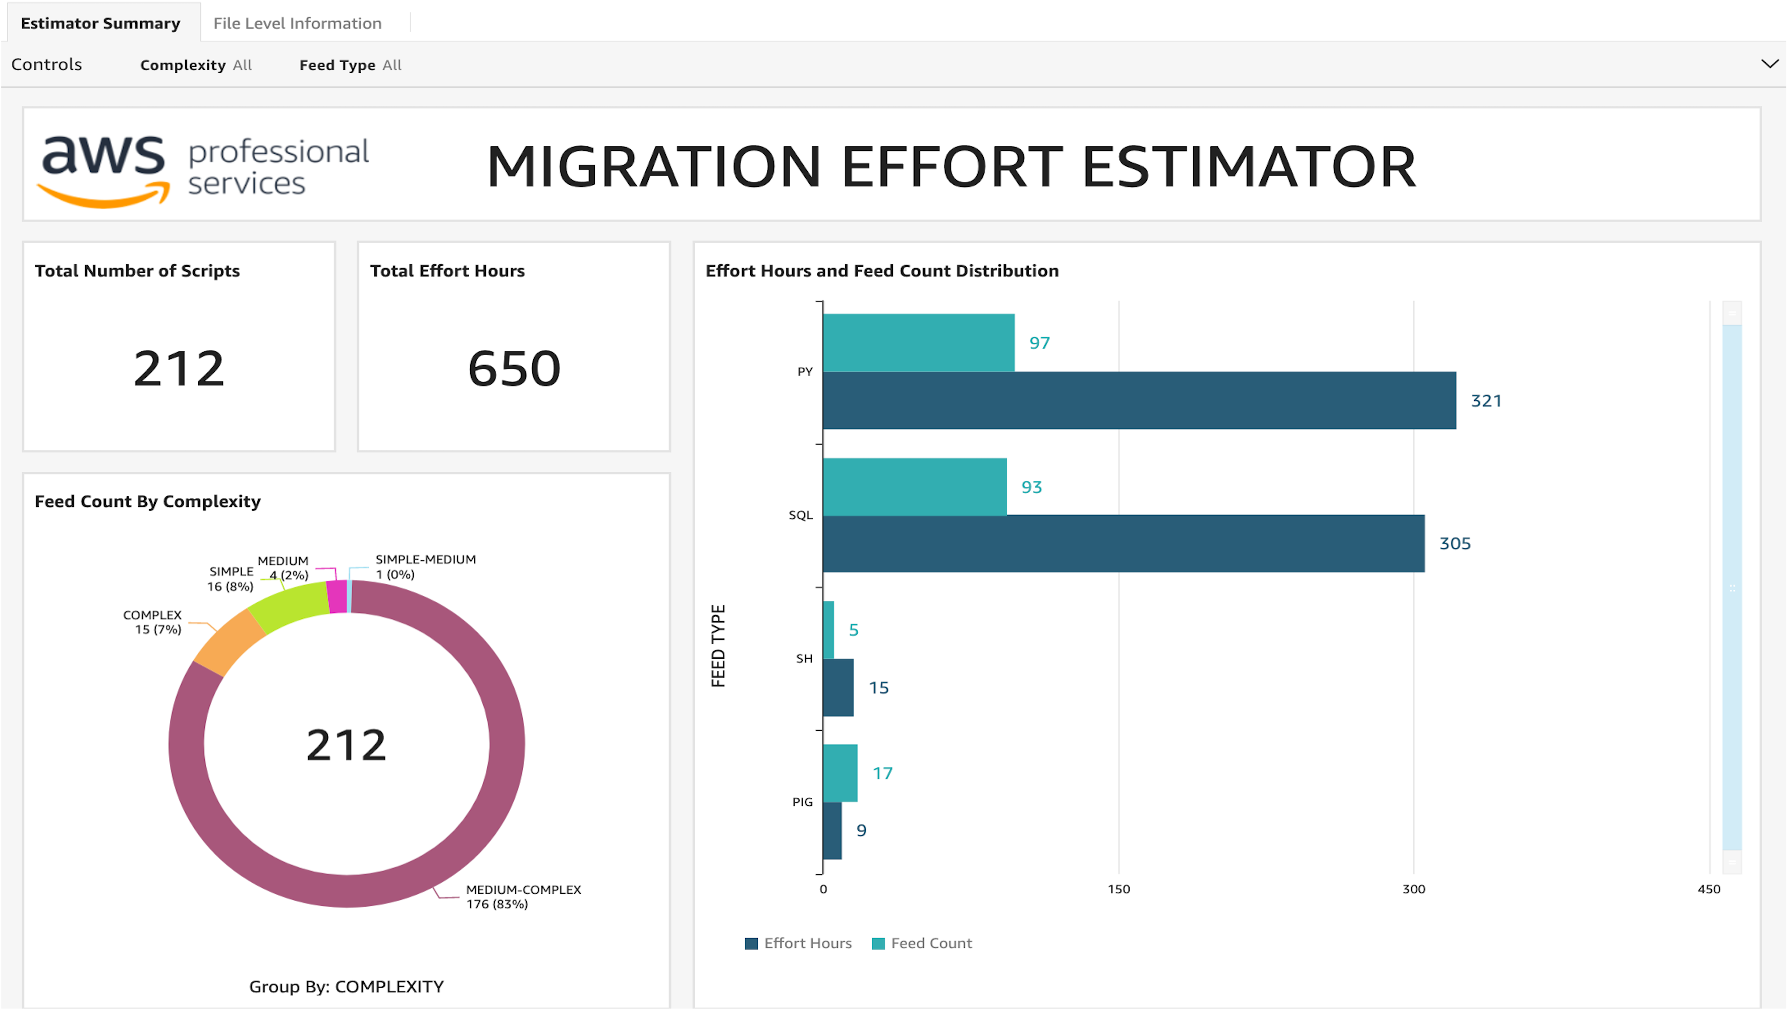 Estimator Summary
File Level Information
Controls
Complexity All
Feed Type All
aws professional services
MIGRATION EFFORT ESTIMATOR
Total Number of Scripts
212
Total Effort Hours
650
Feed Count By Complexity
SIMPLE-MEDIUM
1 (0%)
MEDIUM
4 (2%)
SIMPLE
16 (8%)
COMPLEX
15 (7%)
212
MEDIUM-COMPLEX
176 (83%)
Group By: COMPLEXITY
Effort Hours and Feed Count Distribution
FEED TYPE
PY
97
321
SQL
93
305
SH
5
15
PIG
17
9
0
150
300
450
Effort Hours
Feed Count